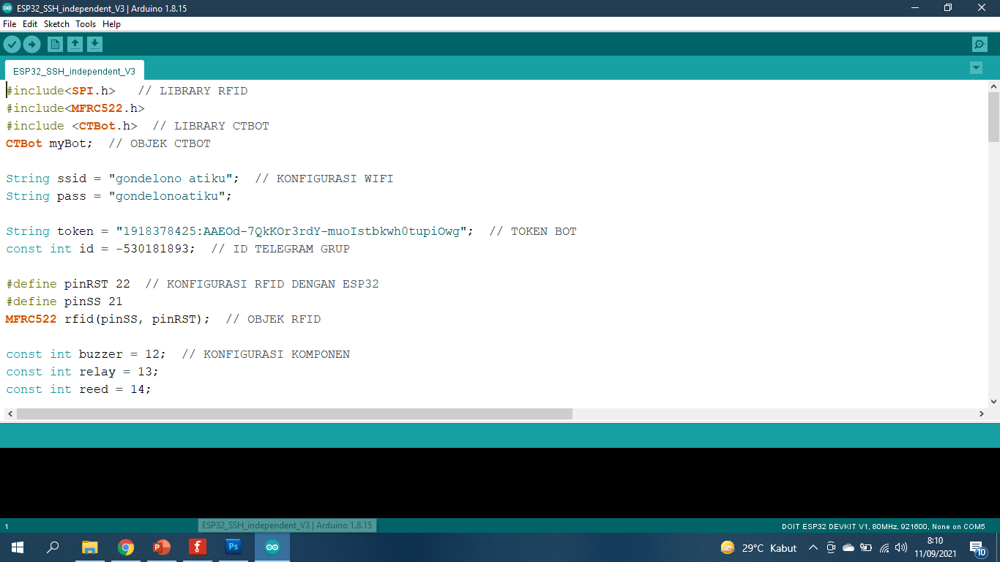 ESP32_SSH_independent_V3 | Arduino 1.8.15
File Edit Sketch Tools Help
ESP32_SSH_independent_V3
#include<SPI.h>   // LIBRARY RFID
#include<MFRC522.h>
#include <CTBot.h>  // LIBRARY CTBOT
CTBot myBot;  // OBJEK CTBOT
String ssid = "gondelono atiku";  // KONFIGURASI WIFI
String pass = "gondelonoatiku";
String token = "1918378425:AAEOd-7QkKOr3rdY-muoIstbkwh0tupiOwg";  // TOKEN BOT
const int id = -530181893;  // ID TELEGRAM GRUP
#define pinRST 22  // KONFIGURASI RFID DENGAN ESP32
#define pinSS 21
MFRC522 rfid(pinSS, pinRST);  // OBJEK RFID
const int buzzer = 12;  // KONFIGURASI KOMPONEN
const int relay = 13;
const int reed = 14;
1
ESP32_SSH_independent_V3 | Arduino 1.8.15
DOIT ESP32 DEVKIT V1, 80MHz, 921600, None on COM5
P
f
Ps
29°C Kabut
8:10
11/09/2021
10